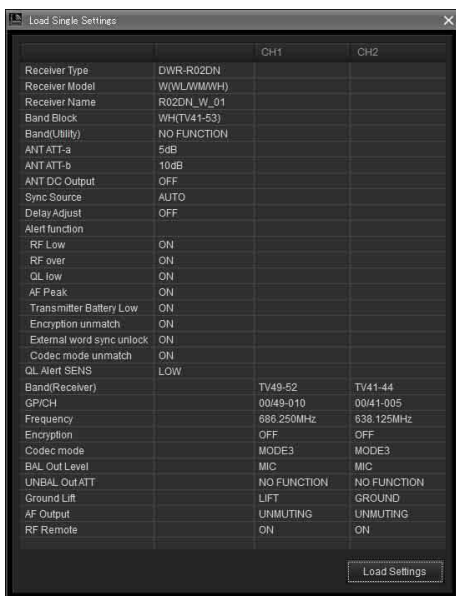 Load Single Settings
CH1 CH2
Receiver Type DWR-R02DN
Receiver Model W(WL/WM/WH)
Receiver Name R02DN_W_01
Band Block WH(TV41-53)
Band(Utility) NO FUNCTION
ANT ATT-a 5dB
ANT ATT-b 10dB
ANT DC Output OFF
Sync Source AUTO
Delay Adjust OFF
Alert function
RF Low ON
RF over ON
QL low ON
AF Peak ON
Transmitter Battery Low ON
Encryption unmatch ON
External word sync unlock ON
Codec mode unmatch ON
QL Alert SENS LOW
Band(Receiver) TV49-52 TV41-44
GP/CH 00/49-010 00/41-005
Frequency 686.250MHz 638.125MHz
Encryption OFF OFF
Codec mode MODE3 MODE3
BAL Out Level MIC MIC
UNBAL Out ATT NO FUNCTION NO FUNCTION
Ground Lift LIFT GROUND
AF Output UNMUTING UNMUTING
RF Remote ON ON
Load Settings